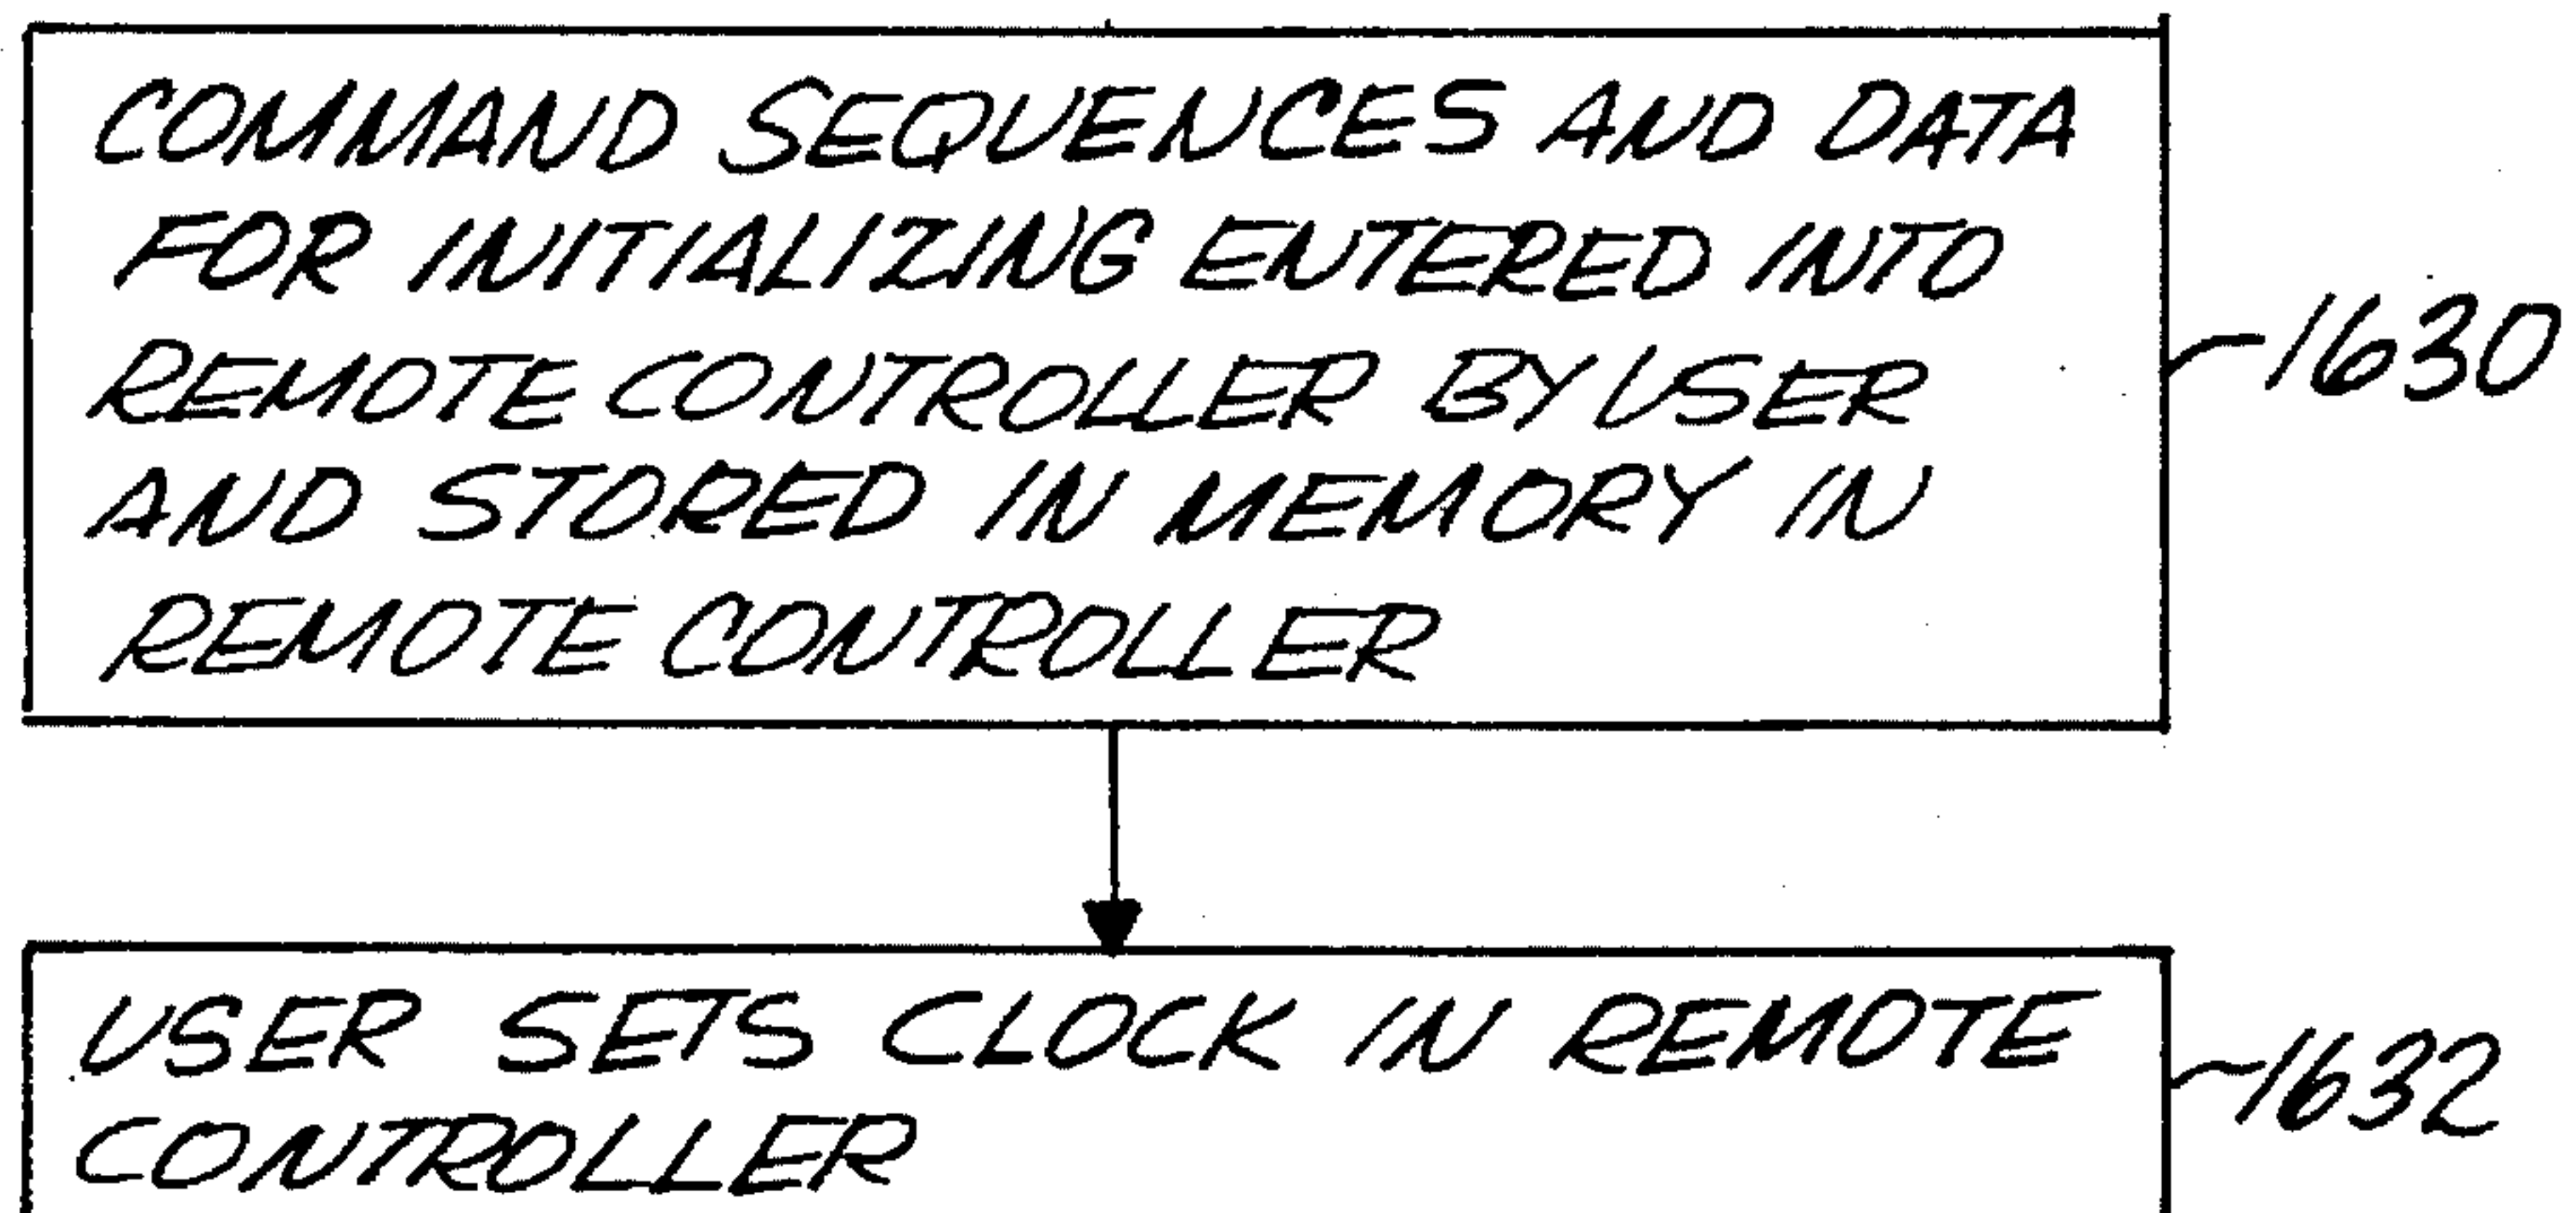 COMMAND SEQUENCES AND DATA
FOR INITIALIZING ENTERED INTO
REMOTE CONTROLLER BY USER
AND STORED IN MEMORY IN
REMOTE CONTROLLER
1630
USER SETS CLOCK IN REMOTE
CONTROLLER
1632